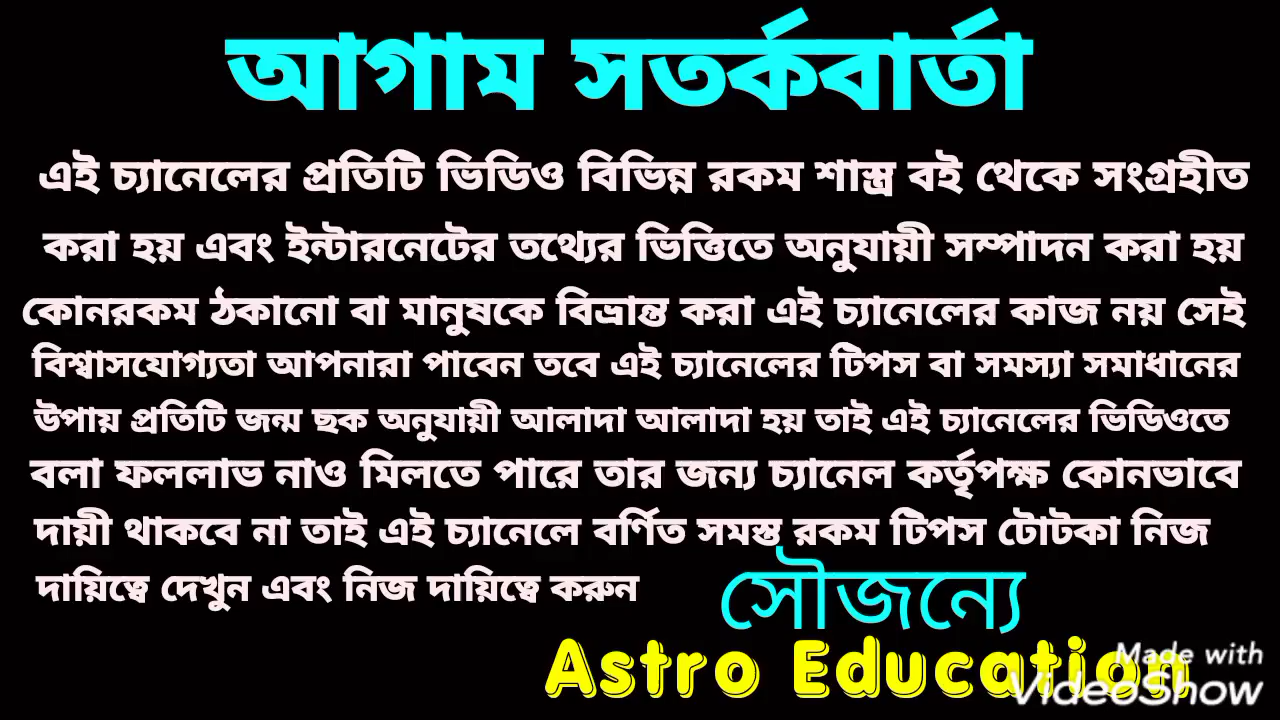 আগাম সতর্কবার্তা
এই চ্যানেলের প্রতিটি ভিডিও বিভিন্ন রকম শাস্ত্র বই থেকে সংগ্রহীত
করা হয় এবং ইন্টারনেটের তথ্যের ভিত্তিতে অনুযায়ী সম্পাদন করা হয়
কোনরকম ঠকানো বা মানুষকে বিভ্রান্ত করা এই চ্যানেলের কাজ নয় সেই
বিশ্বাসযোগ্যতা আপনারা পাবেন তবে এই চ্যানেলের টিপস বা সমস্যা সমাধানের
উপায় প্রতিটি জন্ম ছক অনুযায়ী আলাদা আলাদা হয় তাই এই চ্যানেলের ভিডিওতে
বলা ফললাভ নাও মিলতে পারে তার জন্য চ্যানেল কর্তৃপক্ষ কোনভাবে
দায়ী থাকবে না তাই এই চ্যানেলে বর্ণিত সমস্ত রকম টিপস টোটকা নিজ
দায়িত্বে দেখুন এবং নিজ দায়িত্বে করুন
সৌজন্যে
Astro Education
Made with
VideoShow